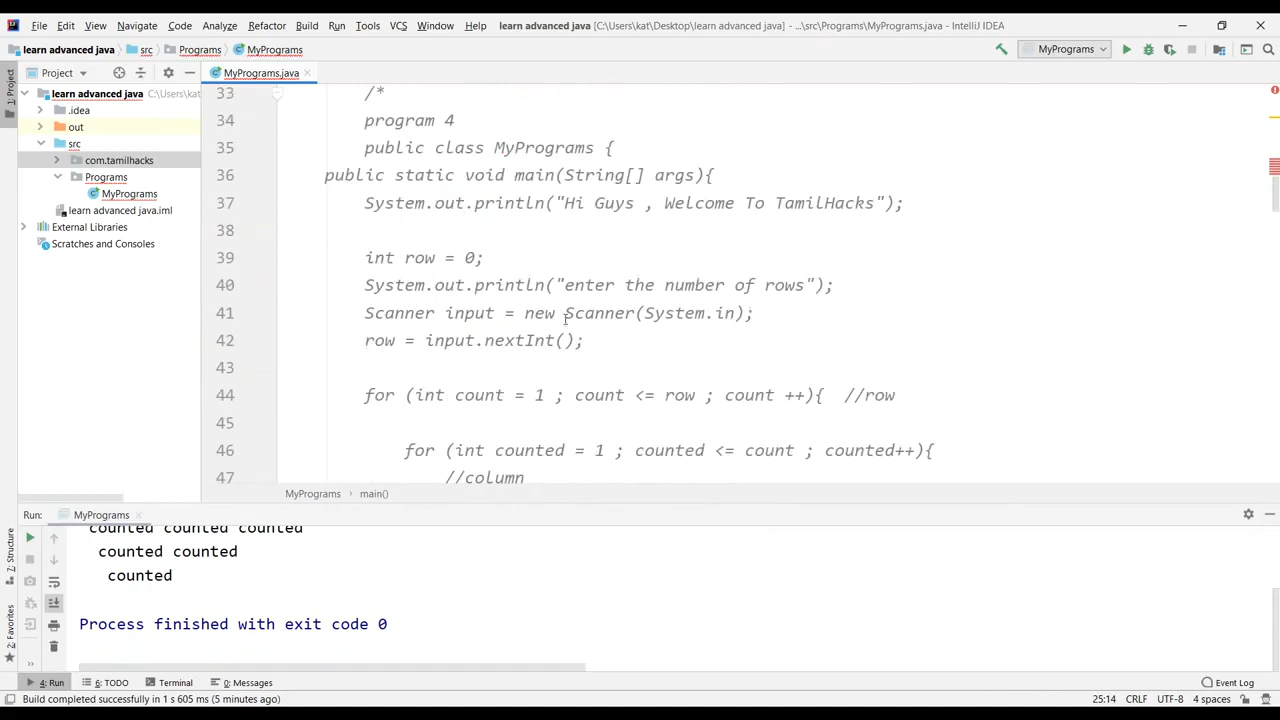 File Edit View Navigate Code Analyze Refactor Build Run Tools VCS Window Help learn advanced java [C:\Users\kat\Desktop\learn advanced java] - ...\src\Programs\MyPrograms.java - IntelliJ IDEA
learn advanced java src Programs MyPrograms MyPrograms
Project MyPrograms.java
1: Project
learn advanced java C:\Users\kat
.idea
out
src
com.tamilhacks
Programs
MyPrograms
learn advanced java.iml
External Libraries
Scratches and Consoles
33 /*
34 program 4
35 public class MyPrograms {
36 public static void main(String[] args){
37 System.out.println("Hi Guys , Welcome To TamilHacks");
38
39 int row = 0;
40 System.out.println("enter the number of rows");
41 Scanner input = new Scanner(System.in);
42 row = input.nextInt();
43
44 for (int count = 1 ; count <= row ; count ++){ //row
45
46 for (int counted = 1 ; counted <= count ; counted++){
47 //column
MyPrograms › main()
Run: MyPrograms
counted counted counted
counted counted
counted
Process finished with exit code 0
7: Structure
2: Favorites
4: Run 6: TODO Terminal 0: Messages Event Log
Build completed successfully in 1 s 605 ms (5 minutes ago) 25:14 CRLF UTF-8 4 spaces